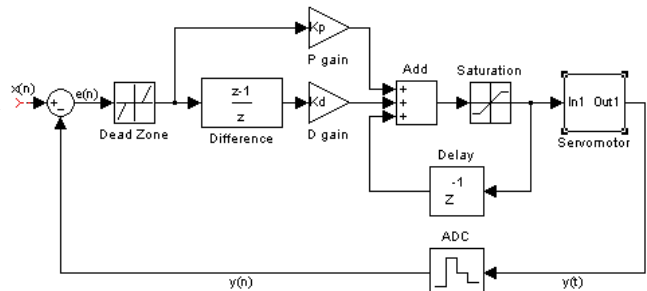 Kp
P gain
x(n)
+
−
e(n)
Dead Zone
z-1
z
Difference
Kd
D gain
Add
+
+
+
Saturation
In1 Out1
Servomotor
Delay
-1
Z
ADC
y(n)
y(t)